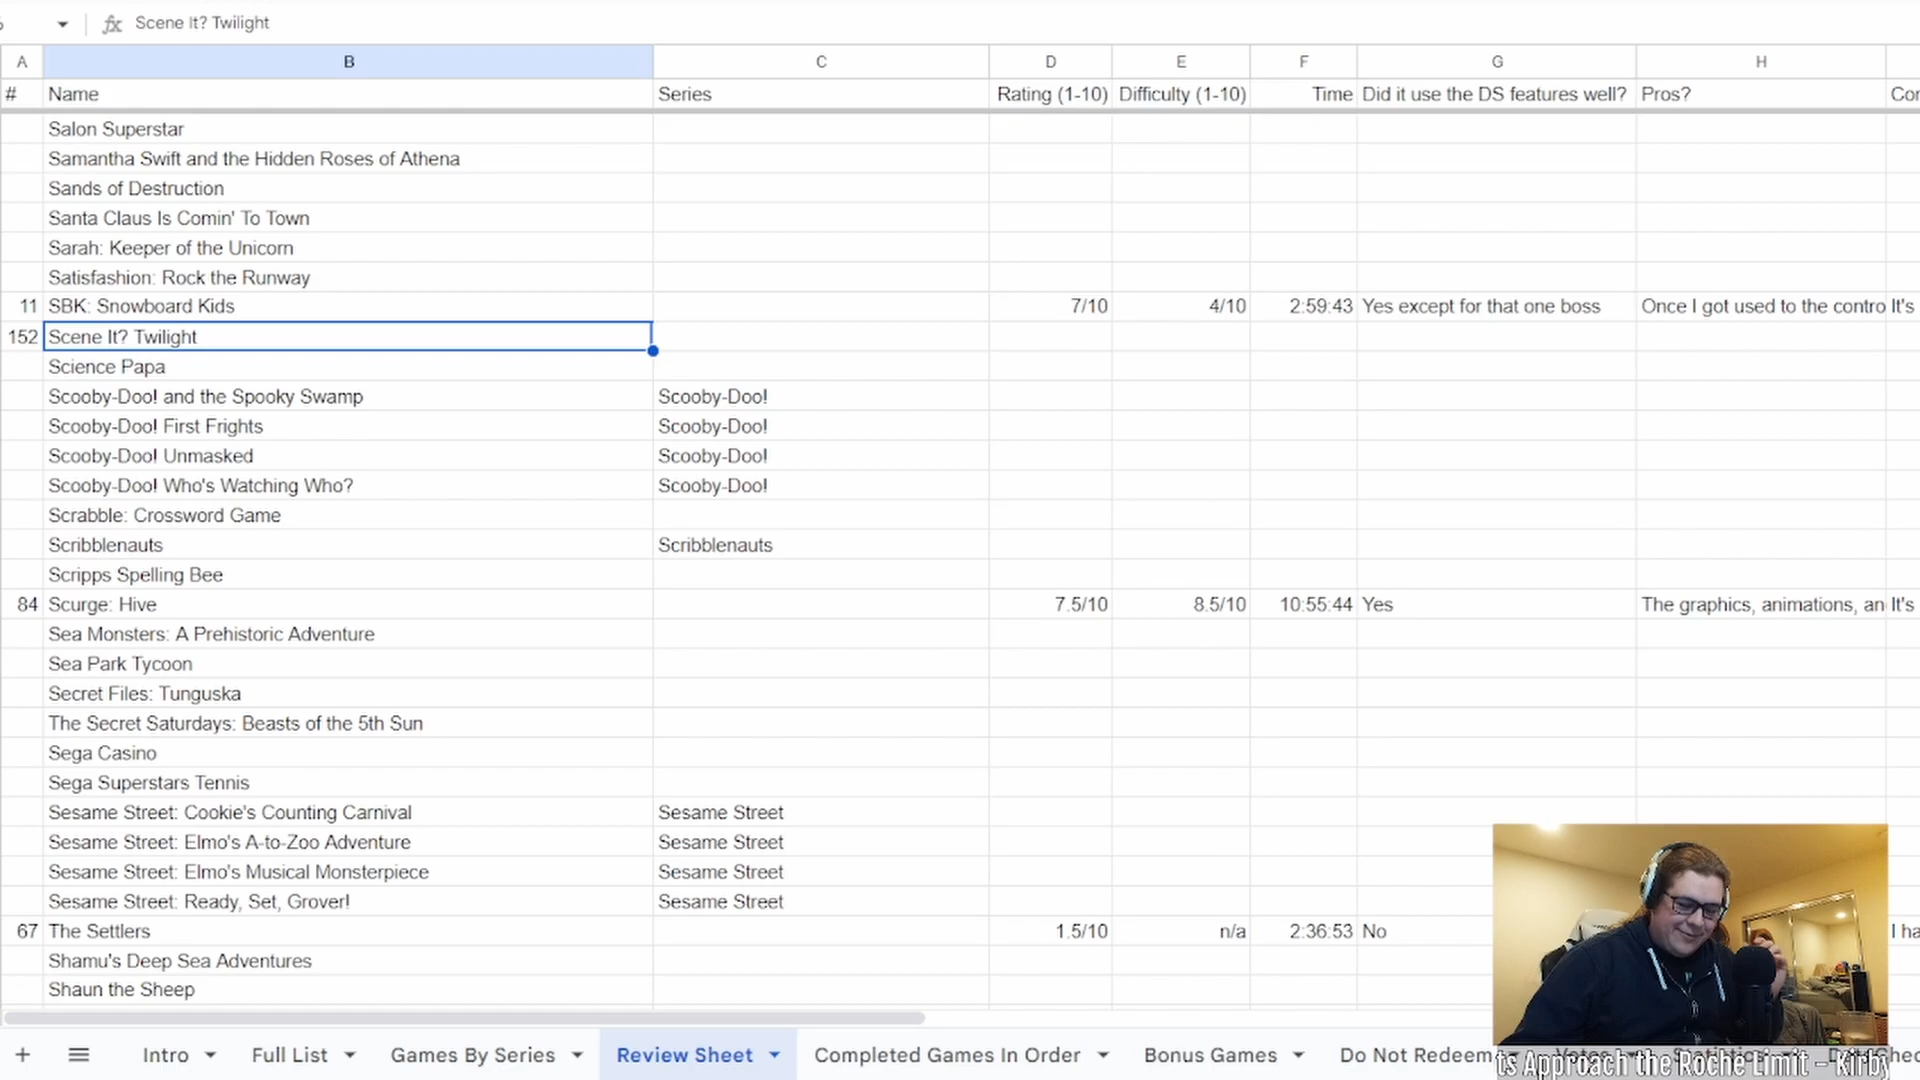 fx Scene It? Twilight
A B C D E F G H
# Name Series Rating (1-10) Difficulty (1-10) Time Did it use the DS features well? Pros? Con
Salon Superstar
Samantha Swift and the Hidden Roses of Athena
Sands of Destruction
Santa Claus Is Comin' To Town
Sarah: Keeper of the Unicorn
Satisfashion: Rock the Runway
11 SBK: Snowboard Kids 7/10 4/10 2:59:43 Yes except for that one boss Once I got used to the contro It's
152 Scene It? Twilight
Science Papa
Scooby-Doo! and the Spooky Swamp Scooby-Doo!
Scooby-Doo! First Frights Scooby-Doo!
Scooby-Doo! Unmasked Scooby-Doo!
Scooby-Doo! Who's Watching Who? Scooby-Doo!
Scrabble: Crossword Game
Scribblenauts Scribblenauts
Scripps Spelling Bee
84 Scurge: Hive 7.5/10 8.5/10 10:55:44 Yes The graphics, animations, an It's
Sea Monsters: A Prehistoric Adventure
Sea Park Tycoon
Secret Files: Tunguska
The Secret Saturdays: Beasts of the 5th Sun
Sega Casino
Sega Superstars Tennis
Sesame Street: Cookie's Counting Carnival Sesame Street
Sesame Street: Elmo's A-to-Zoo Adventure Sesame Street
Sesame Street: Elmo's Musical Monsterpiece Sesame Street
Sesame Street: Ready, Set, Grover! Sesame Street
67 The Settlers 1.5/10 n/a 2:36:53 No I ha
Shamu's Deep Sea Adventures
Shaun the Sheep
+ Intro Full List Games By Series Review Sheet Completed Games In Order Bonus Games Do Not Redeem
ts Approach the Roche Limit – Kirby